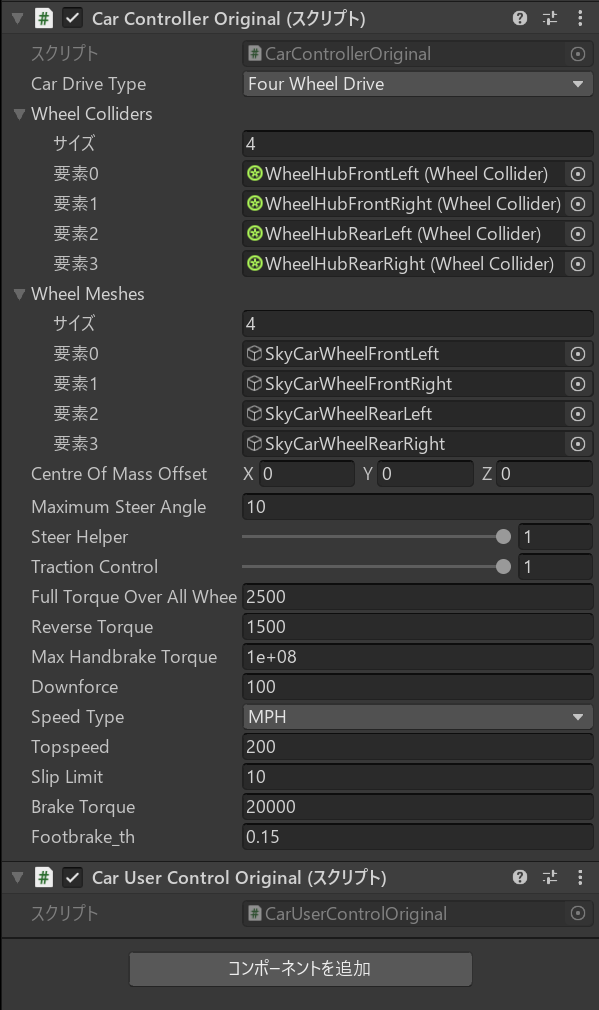 Car Controller Original (スクリプト)
スクリプト CarControllerOriginal
Car Drive Type Four Wheel Drive
Wheel Colliders
サイズ 4
要素0 WheelHubFrontLeft (Wheel Collider)
要素1 WheelHubFrontRight (Wheel Collider)
要素2 WheelHubRearLeft (Wheel Collider)
要素3 WheelHubRearRight (Wheel Collider)
Wheel Meshes
サイズ 4
要素0 SkyCarWheelFrontLeft
要素1 SkyCarWheelFrontRight
要素2 SkyCarWheelRearLeft
要素3 SkyCarWheelRearRight
Centre Of Mass Offset X 0 Y 0 Z 0
Maximum Steer Angle 10
Steer Helper 1
Traction Control 1
Full Torque Over All Whee 2500
Reverse Torque 1500
Max Handbrake Torque 1e+08
Downforce 100
Speed Type MPH
Topspeed 200
Slip Limit 10
Brake Torque 20000
Footbrake_th 0.15
Car User Control Original (スクリプト)
スクリプト CarUserControlOriginal
コンポーネントを追加